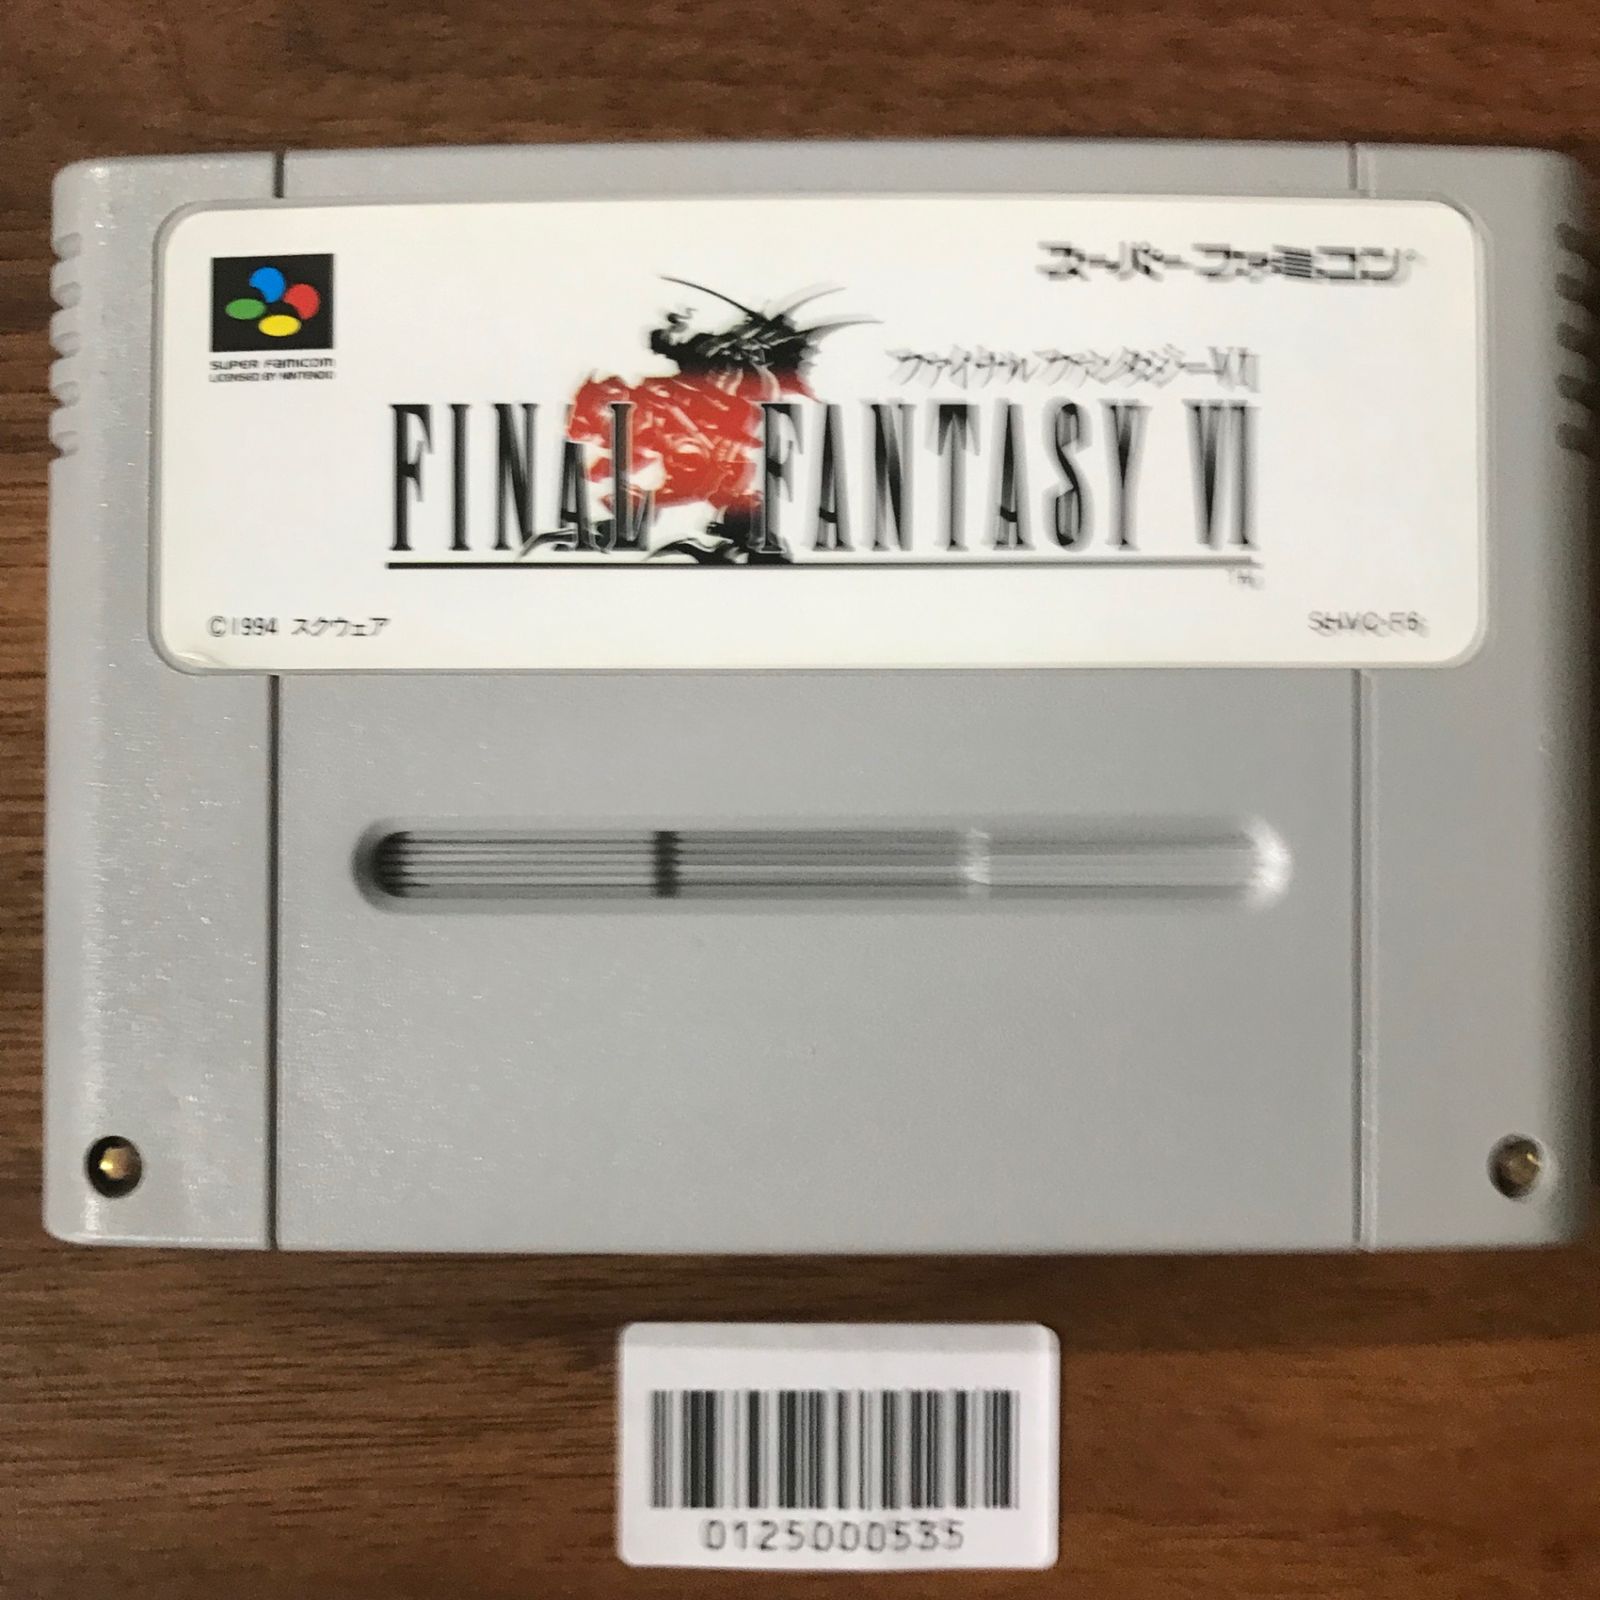 スーパーファミコン
SUPER Famicom
LICENSED BY NINTENDO
ファイナルファンタジーVI
FINAL FANTASY VI
TM
©1994 スクウェア
SHVC-F6
0125000535